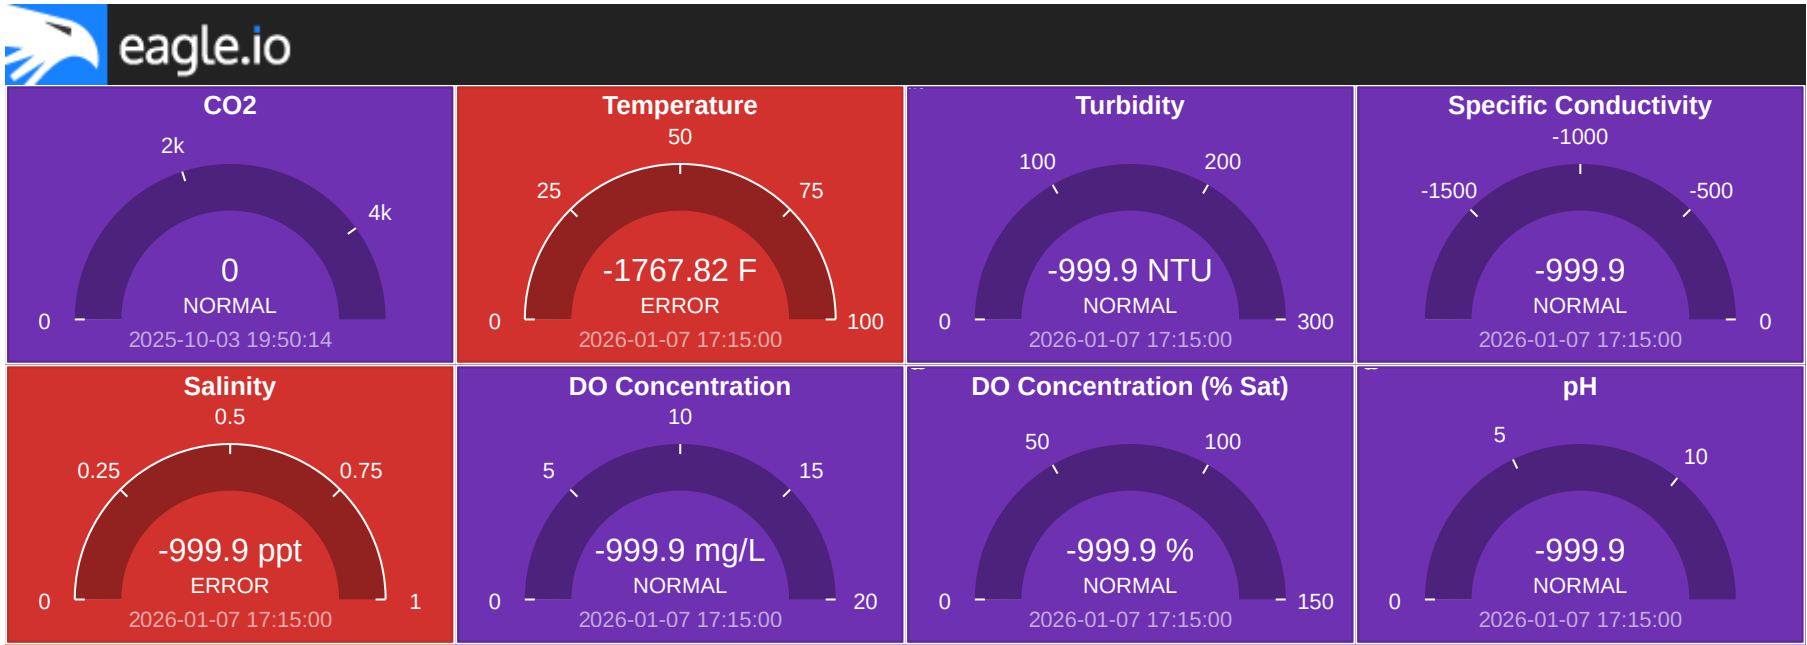 eagle.io
CO2
2k
4k
0
NORMAL
0
2025-10-03 19:50:14
Temperature
50
25
75
-1767.82 F
ERROR
0
100
2026-01-07 17:15:00
Turbidity
100
200
-999.9 NTU
NORMAL
0
300
2026-01-07 17:15:00
Specific Conductivity
-1000
-1500
-500
-999.9
NORMAL
0
2026-01-07 17:15:00
Salinity
0.5
0.25
0.75
-999.9 ppt
ERROR
0
1
2026-01-07 17:15:00
DO Concentration
10
5
15
-999.9 mg/L
NORMAL
0
20
2026-01-07 17:15:00
DO Concentration (% Sat)
50
100
-999.9 %
NORMAL
0
150
2026-01-07 17:15:00
pH
5
10
-999.9
NORMAL
0
2026-01-07 17:15:00